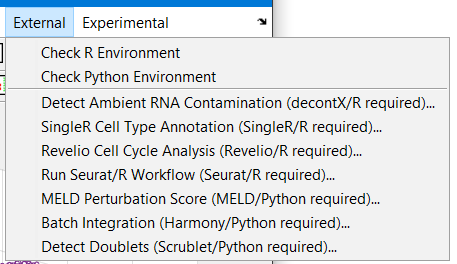 External Experimental
Check R Environment
Check Python Environment
Detect Ambient RNA Contamination (decontX/R required)...
SingleR Cell Type Annotation (SingleR/R required)...
Revelio Cell Cycle Analysis (Revelio/R required)...
Run Seurat/R Workflow (Seurat/R required)...
MELD Perturbation Score (MELD/Python required)...
Batch Integration (Harmony/Python required)...
Detect Doublets (Scrublet/Python required)...